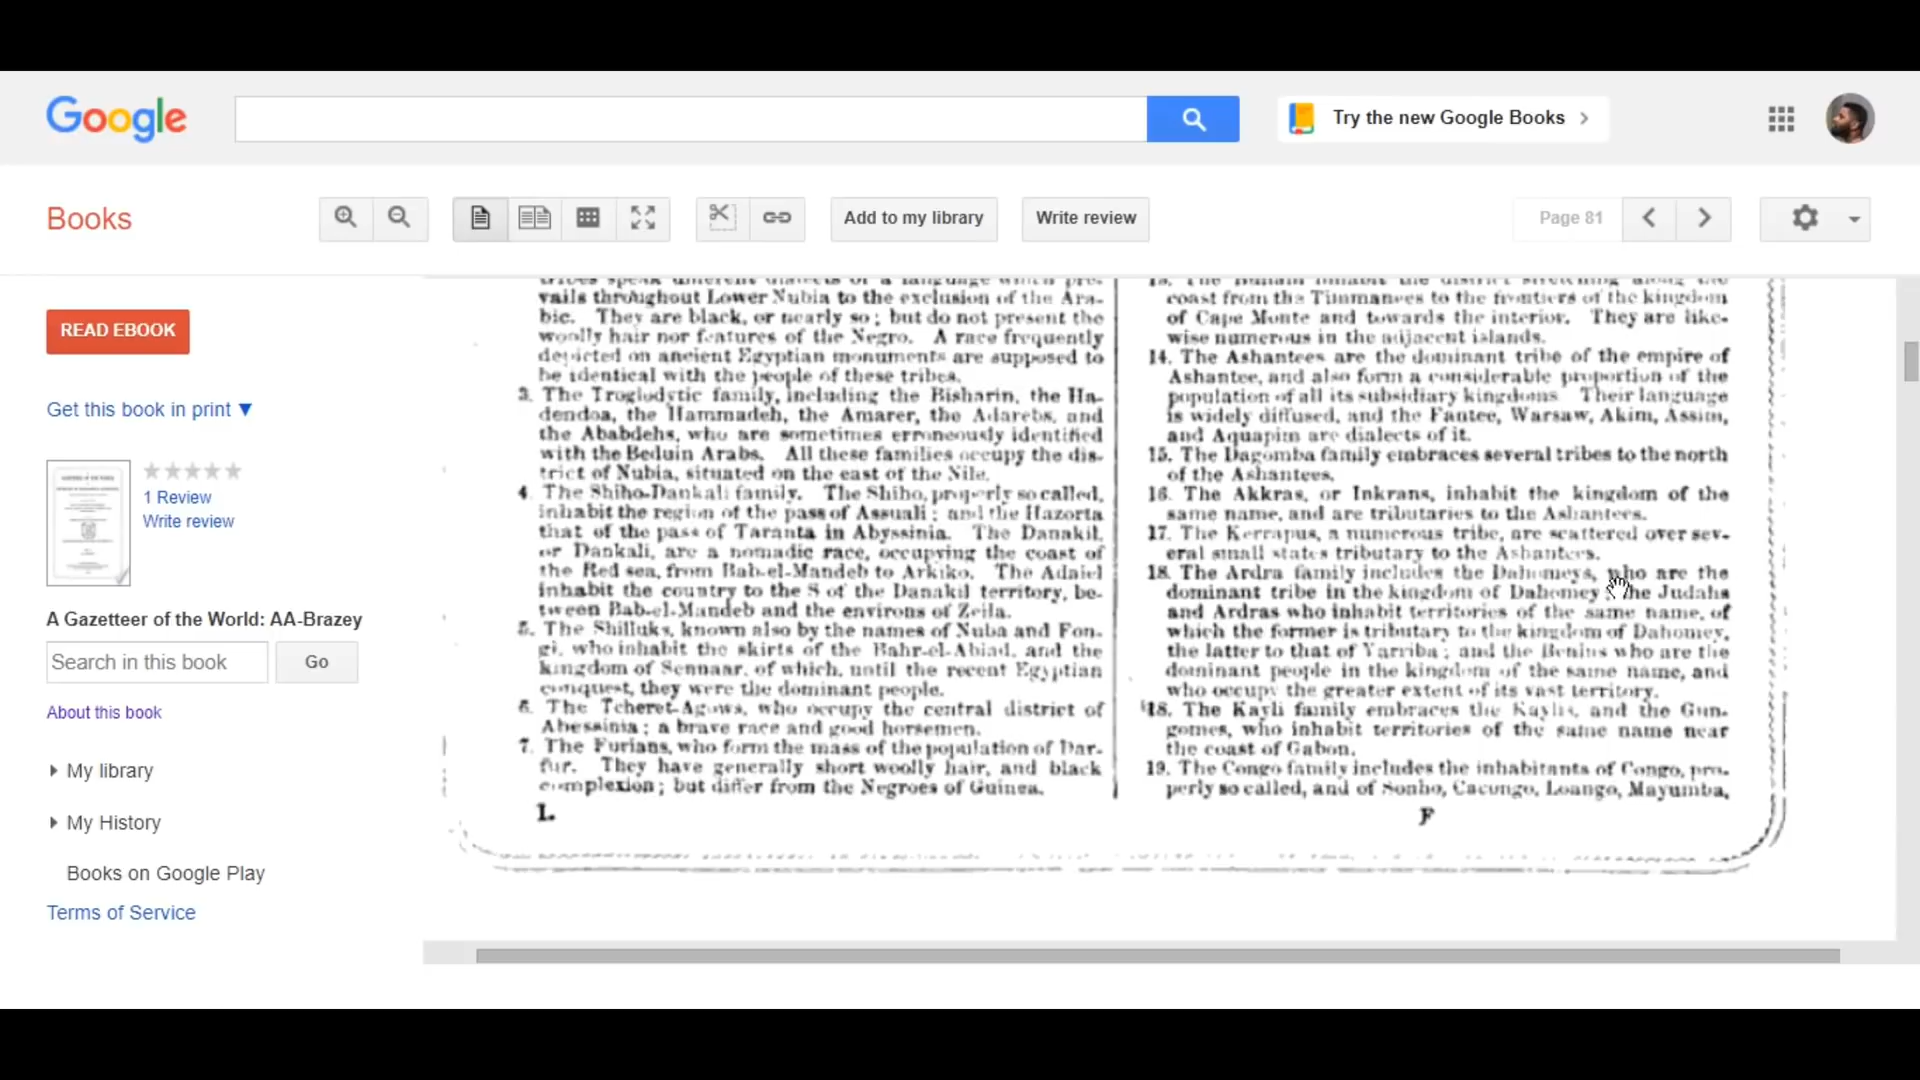 Google
Try the new Google Books
Books
Add to my library
Write review
Page 81
READ EBOOK
Get this book in print ▼
1 Review
Write review
A Gazetteer of the World: AA-Brazey
Search in this book
Go
About this book
My library
My History
Books on Google Play
Terms of Service
tribes speak different dialects of a language which pre-
vails throughout Lower Nubia to the exclusion of the Ara-
bic. They are black, or nearly so; but do not present the
woolly hair nor features of the Negro. A race frequently
depicted on ancient Egyptian monuments are supposed to
be identical with the people of these tribes.
3. The Troglodytic family, including the Bisharin, the Ha-
dendoa, the Hammadeh, the Amarer, the Adarebs, and
the Ababdehs, who are sometimes erroneously identified
with the Beduin Arabs. All these families occupy the dis-
trict of Nubia, situated on the east of the Nile.
4. The Shiho-Dankali family. The Shiho, properly so called,
inhabit the region of the pass of Assuali; and the Hazorta
that of the pass of Taranta in Abyssinia. The Danakil,
or Dankali, are a nomadic race, occupying the coast of
the Red sea, from Bab-el-Mandeb to Arkiko. The Adaiel
inhabit the country to the S of the Danakil territory, be-
tween Bab-el-Mandeb and the environs of Zeila.
5. The Shilluks, known also by the names of Nuba and Fon-
gi, who inhabit the skirts of the Bahr-el-Abiad, and the
kingdom of Sennaar, of which, until the recent Egyptian
conquest, they were the dominant people.
6. The Tcheret-Agows, who occupy the central district of
Abessinia; a brave race and good horsemen.
7. The Furians, who form the mass of the population of Dar-
fur. They have generally short woolly hair, and black
complexion; but differ from the Negroes of Guinea.
L
13. The inhabit the district stretching along the
coast from the Timmanees to the frontiers of the kingdom
of Cape Monte and towards the interior. They are like-
wise numerous in the adjacent islands.
14. The Ashantees are the dominant tribe of the empire of
Ashantee, and also form a considerable proportion of the
population of all its subsidiary kingdoms. Their language
is widely diffused, and the Fantee, Warsaw, Akim, Assim,
and Aquapim are dialects of it.
15. The Dagomba family embraces several tribes to the north
of the Ashantees.
16. The Akkras, or Inkrans, inhabit the kingdom of the
same name, and are tributaries to the Ashantees.
17. The Kerrapus, a numerous tribe, are scattered over sev-
eral small states tributary to the Ashantees.
18. The Ardra family includes the Dahomeys, who are the
dominant tribe in the kingdom of Dahomey; the Judahs
and Ardras who inhabit territories of the same name, of
which the former is tributary to the kingdom of Dahomey,
the latter to that of Yarriba; and the Benins who are the
dominant people in the kingdom of the same name, and
who occupy the greater extent of its vast territory.
18. The Kayli family embraces the Kaylis, and the Gun-
gomes, who inhabit territories of the same name near
the coast of Gabon.
19. The Congo family includes the inhabitants of Congo, pro-
perly so called, and of Sonho, Cacongo, Loango, Mayumba,
F